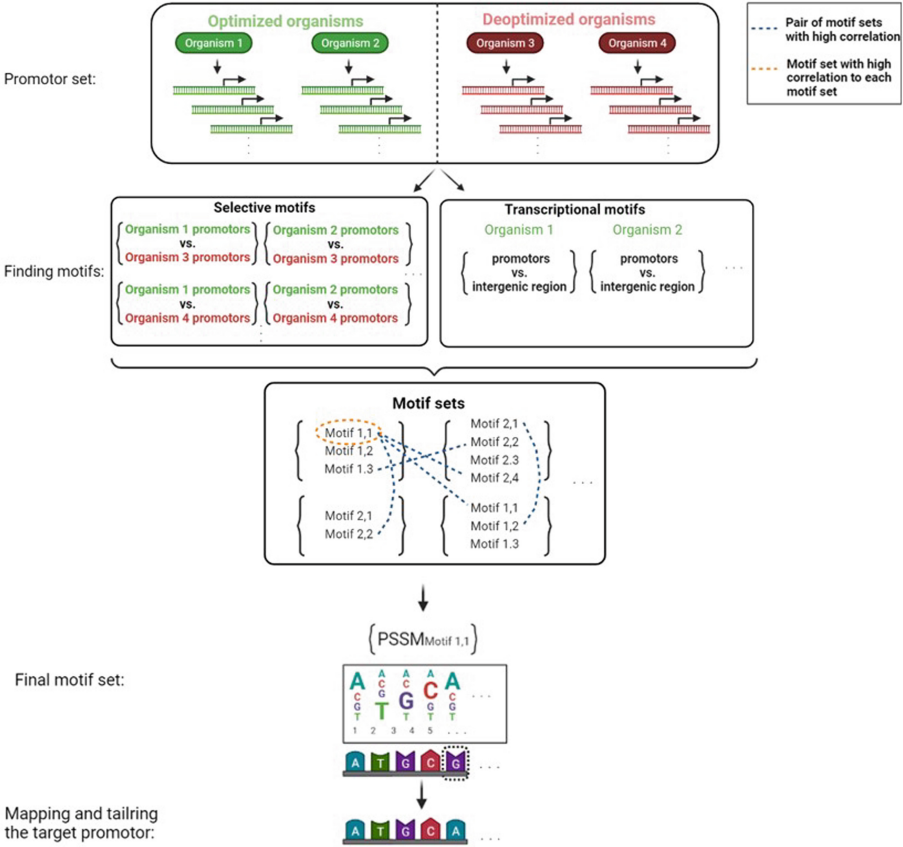 Optimized organisms
Deoptimized organisms
Organism 1
Organism 2
Organism 3
Organism 4
Pair of motif sets
with high correlation
Motif set with high
correlation to each
motif set
Promotor set:
Selective motifs
Organism 1 promotors
vs.
Organism 3 promotors
Organism 2 promotors
vs.
Organism 3 promotors
...
Organism 1 promotors
vs.
Organism 4 promotors
Organism 2 promotors
vs.
Organism 4 promotors
Transcriptional motifs
Organism 1
Organism 2
promotors
vs.
intergenic region
promotors
vs.
intergenic region
...
Finding motifs:
Motif sets
Motif 1,1
Motif 1,2
Motif 1.3
Motif 2,1
Motif 2,2
Motif 2.3
Motif 2,4
...
Motif 2,1
Motif 2,2
Motif 1,1
Motif 1,2
Motif 1.3
{PSSM Motif 1,1}
Final motif set:
A A A A A
C C C C C
G G G G G
T T T T T
...
1 2 3 4 5 ...
A T G C G ...
Mapping and tailring
the target promotor:
A T G C A ...